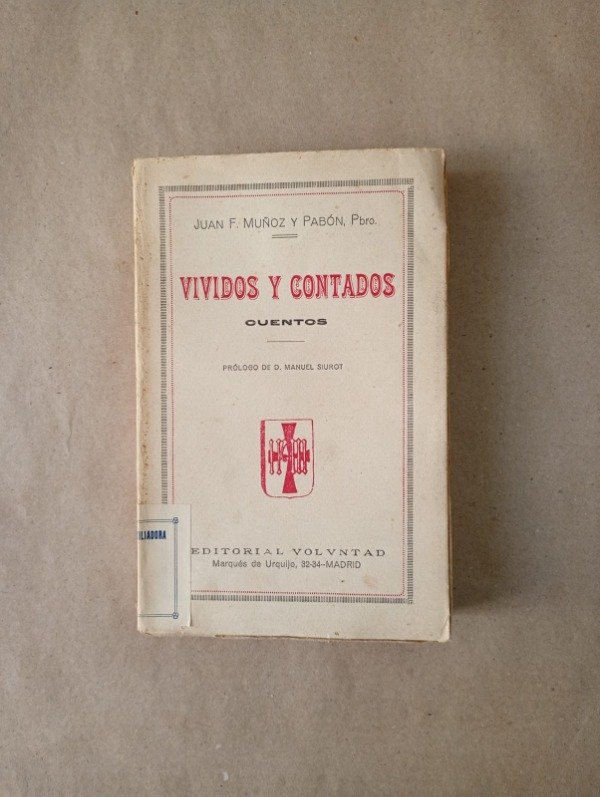 JUAN F. MUÑOZ Y PABÓN, Pbro.
VIVIDOS Y CONTADOS
CUENTOS
PRÓLOGO DE D. MANUEL SIUROT
ILIADORA
EDITORIAL VOLVNTAD
Marqués de Urquijo, 32-34--MADRID